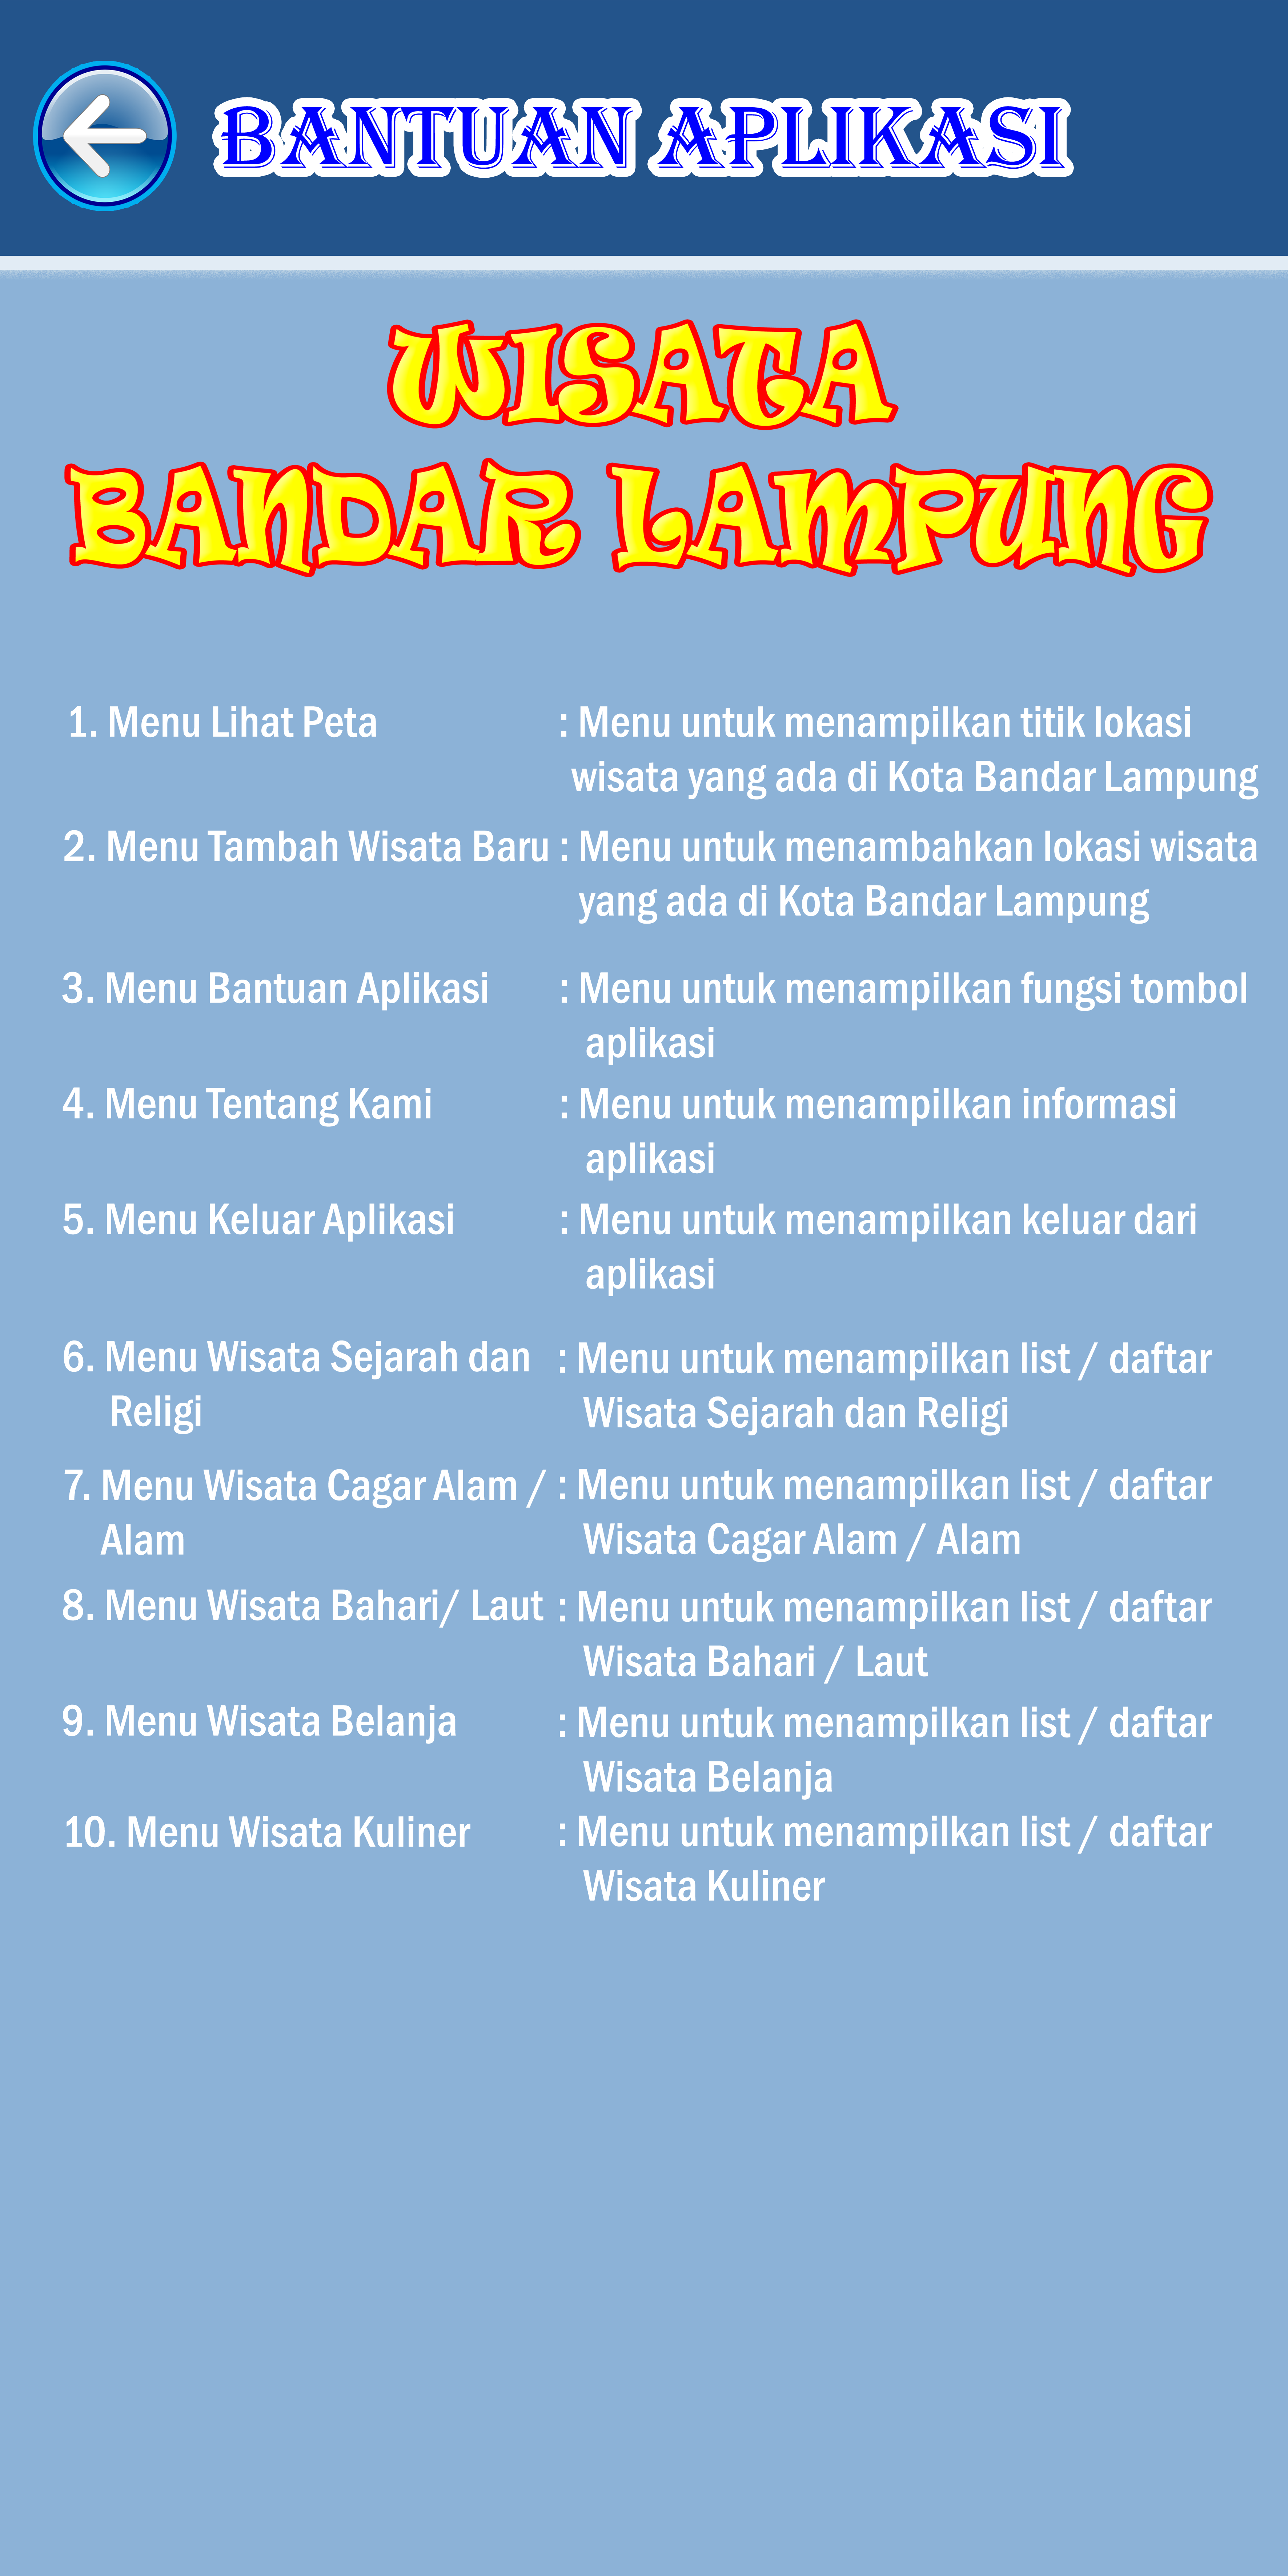 BANTUAN APLIKASI
WISATA
BANDAR LAMPUNG
1. Menu Lihat Peta : Menu untuk menampilkan titik lokasi
wisata yang ada di Kota Bandar Lampung
2. Menu Tambah Wisata Baru : Menu untuk menambahkan lokasi wisata
yang ada di Kota Bandar Lampung
3. Menu Bantuan Aplikasi : Menu untuk menampilkan fungsi tombol
aplikasi
4. Menu Tentang Kami : Menu untuk menampilkan informasi
aplikasi
5. Menu Keluar Aplikasi : Menu untuk menampilkan keluar dari
aplikasi
6. Menu Wisata Sejarah dan : Menu untuk menampilkan list / daftar
Religi Wisata Sejarah dan Religi
7. Menu Wisata Cagar Alam / : Menu untuk menampilkan list / daftar
Alam Wisata Cagar Alam / Alam
8. Menu Wisata Bahari/ Laut : Menu untuk menampilkan list / daftar
Wisata Bahari / Laut
9. Menu Wisata Belanja : Menu untuk menampilkan list / daftar
Wisata Belanja
10. Menu Wisata Kuliner : Menu untuk menampilkan list / daftar
Wisata Kuliner